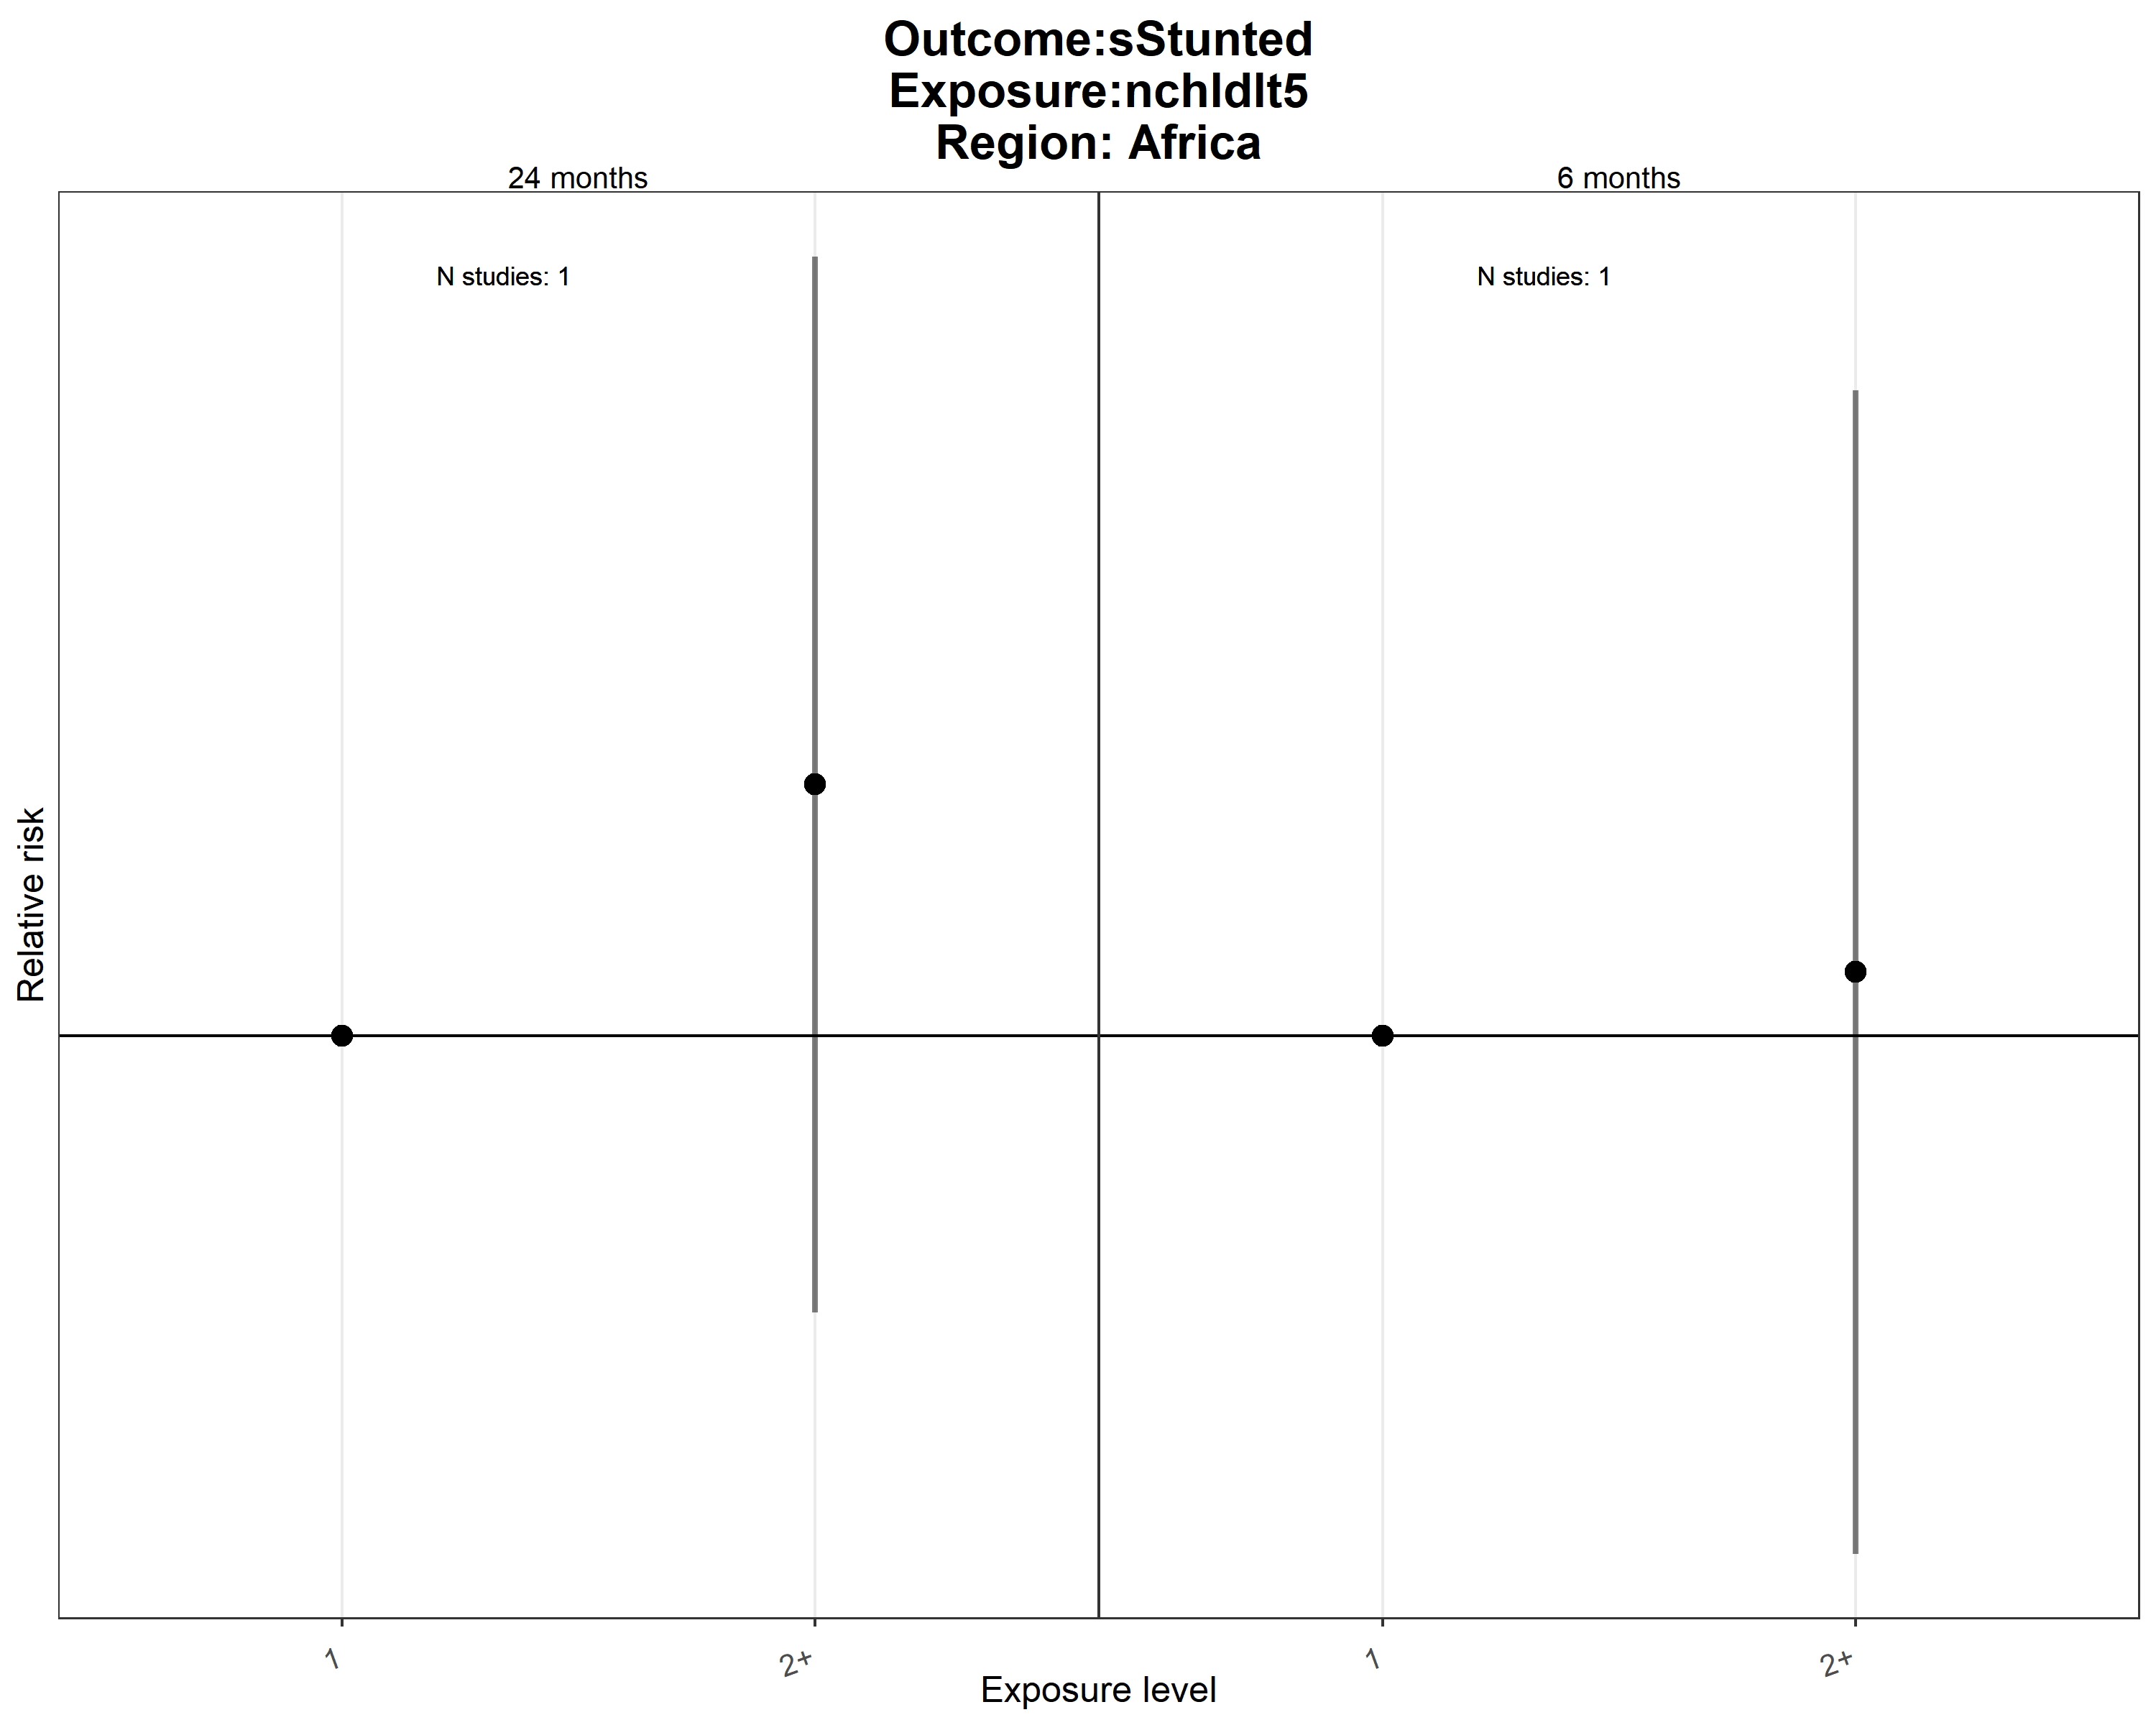 Outcome:sStunted
Exposure:nchldlt5
Region: Africa
24 months
6 months
N studies: 1
N studies: 1
Relative risk
1
2+
1
2+
Exposure level